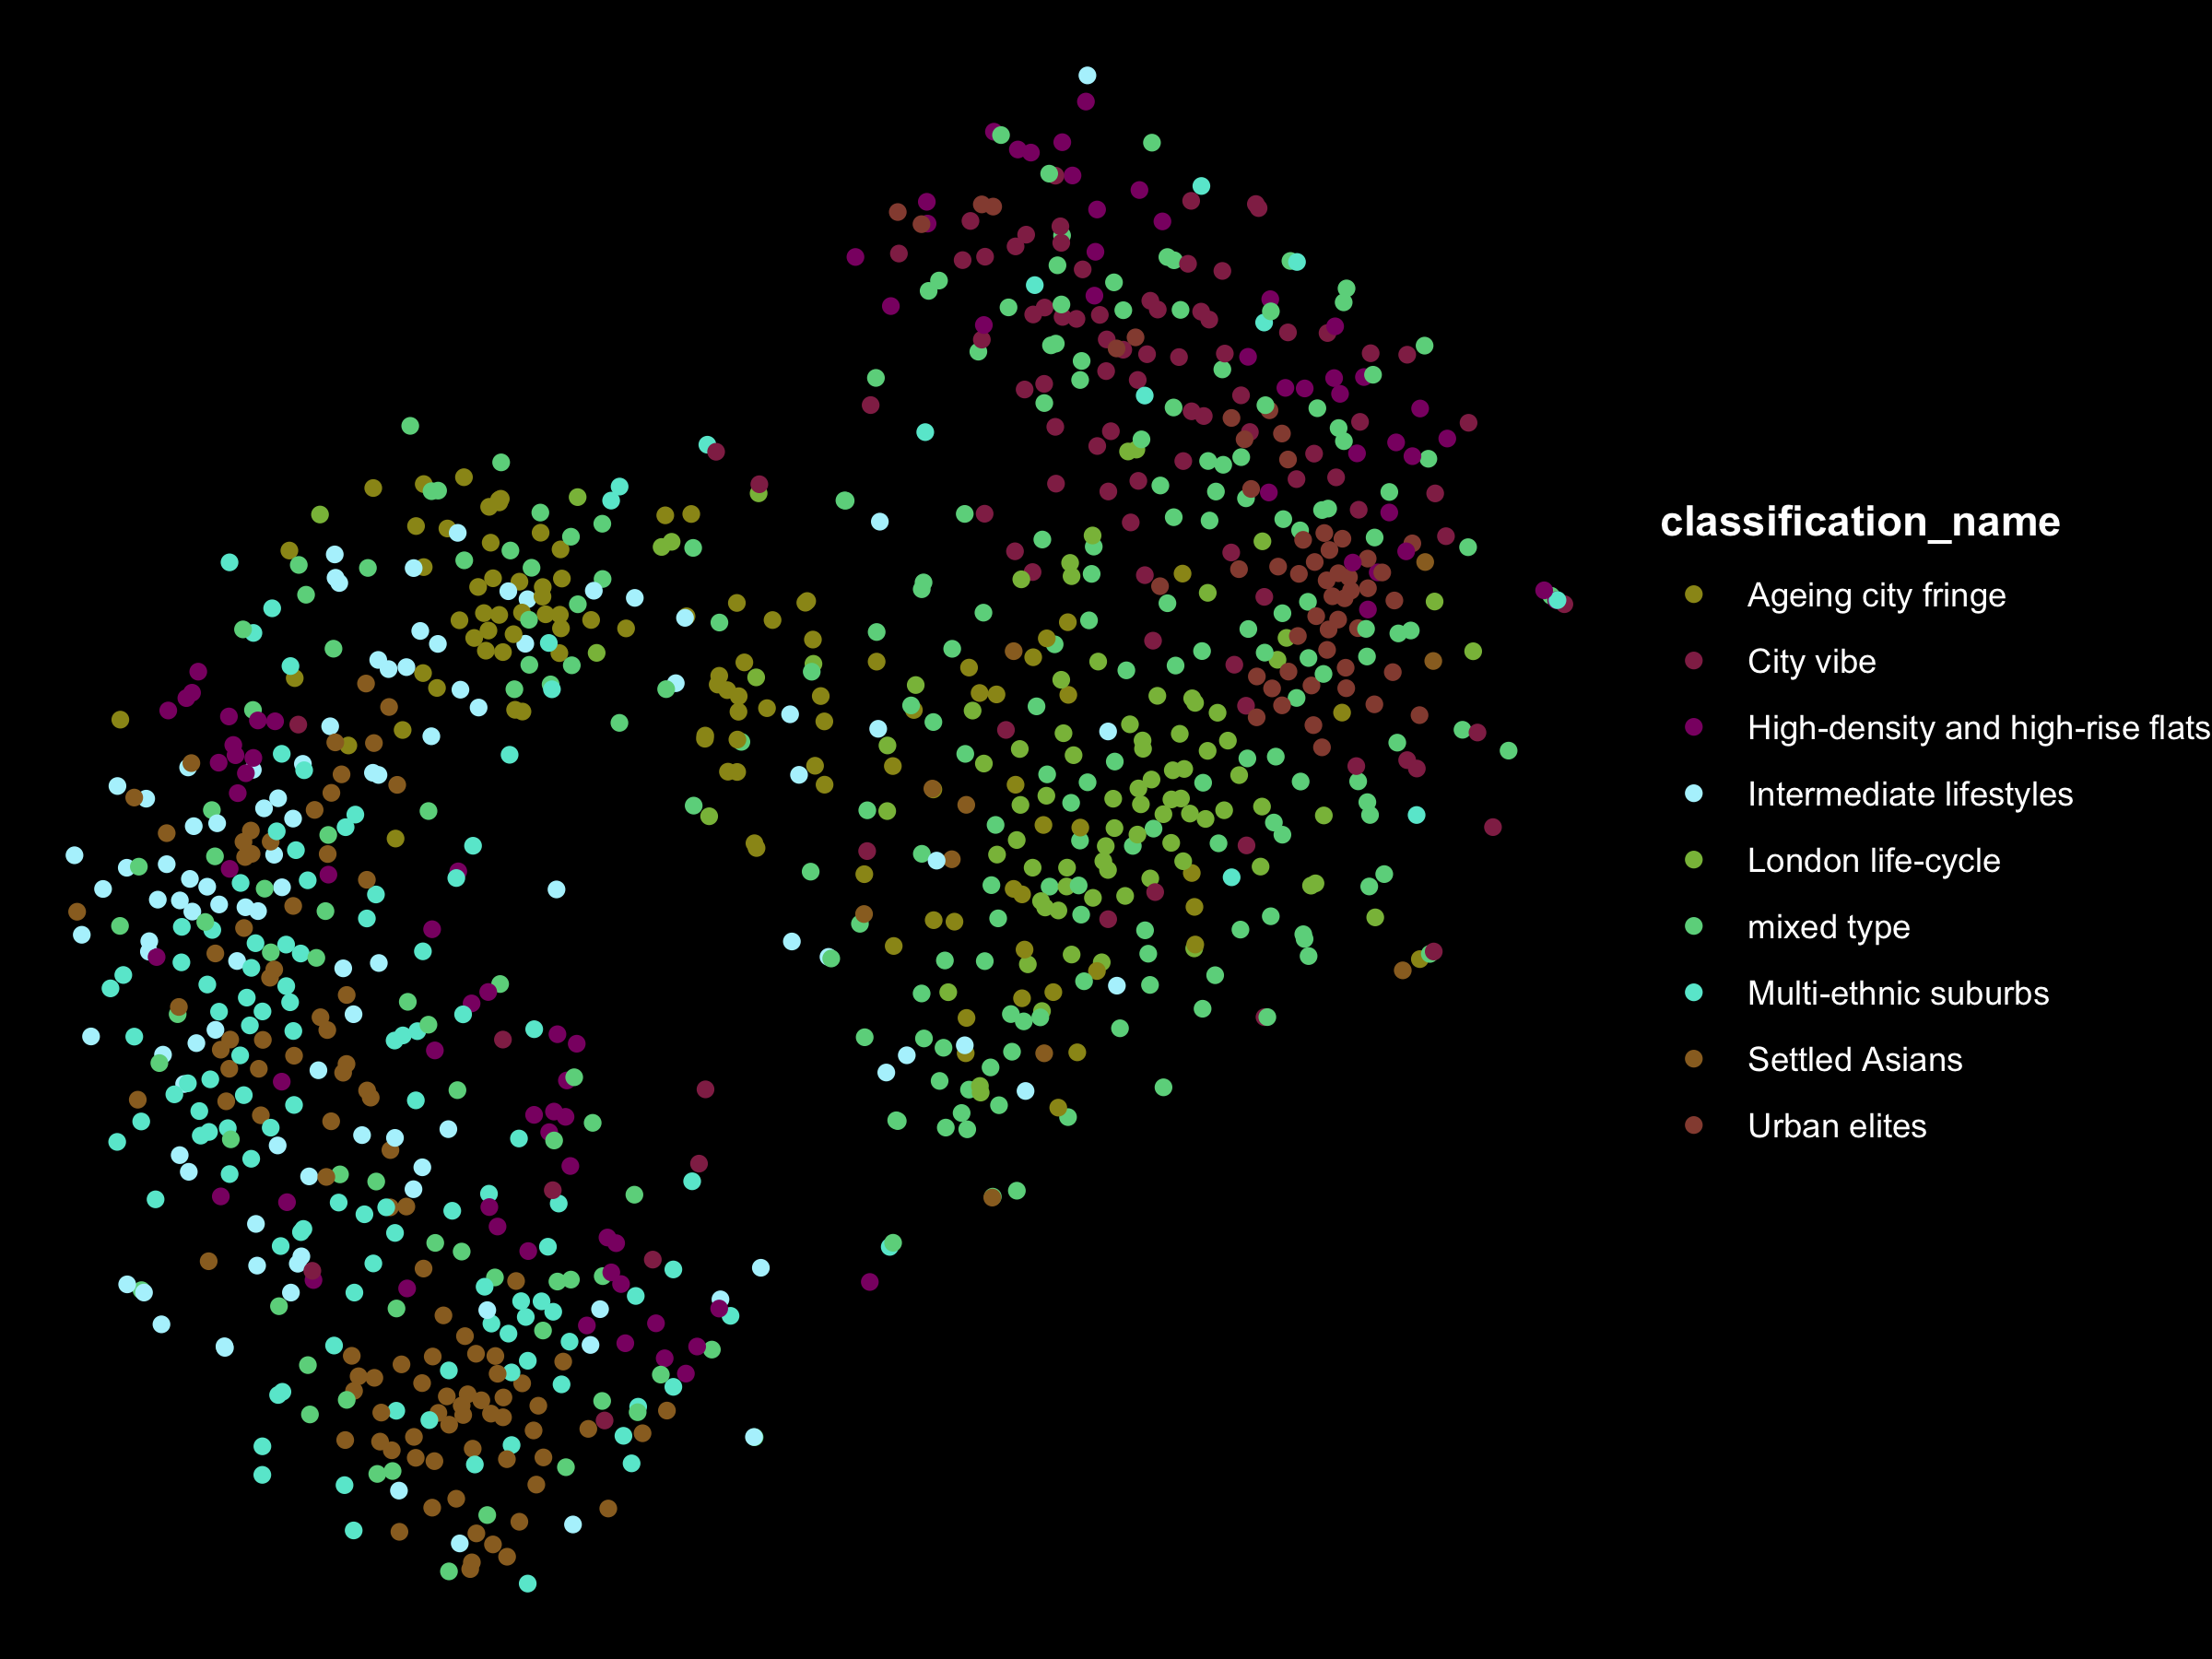 classification_name
Ageing city fringe
City vibe
High-density and high-rise flats
Intermediate lifestyles
London life-cycle
mixed type
Multi-ethnic suburbs
Settled Asians
Urban elites